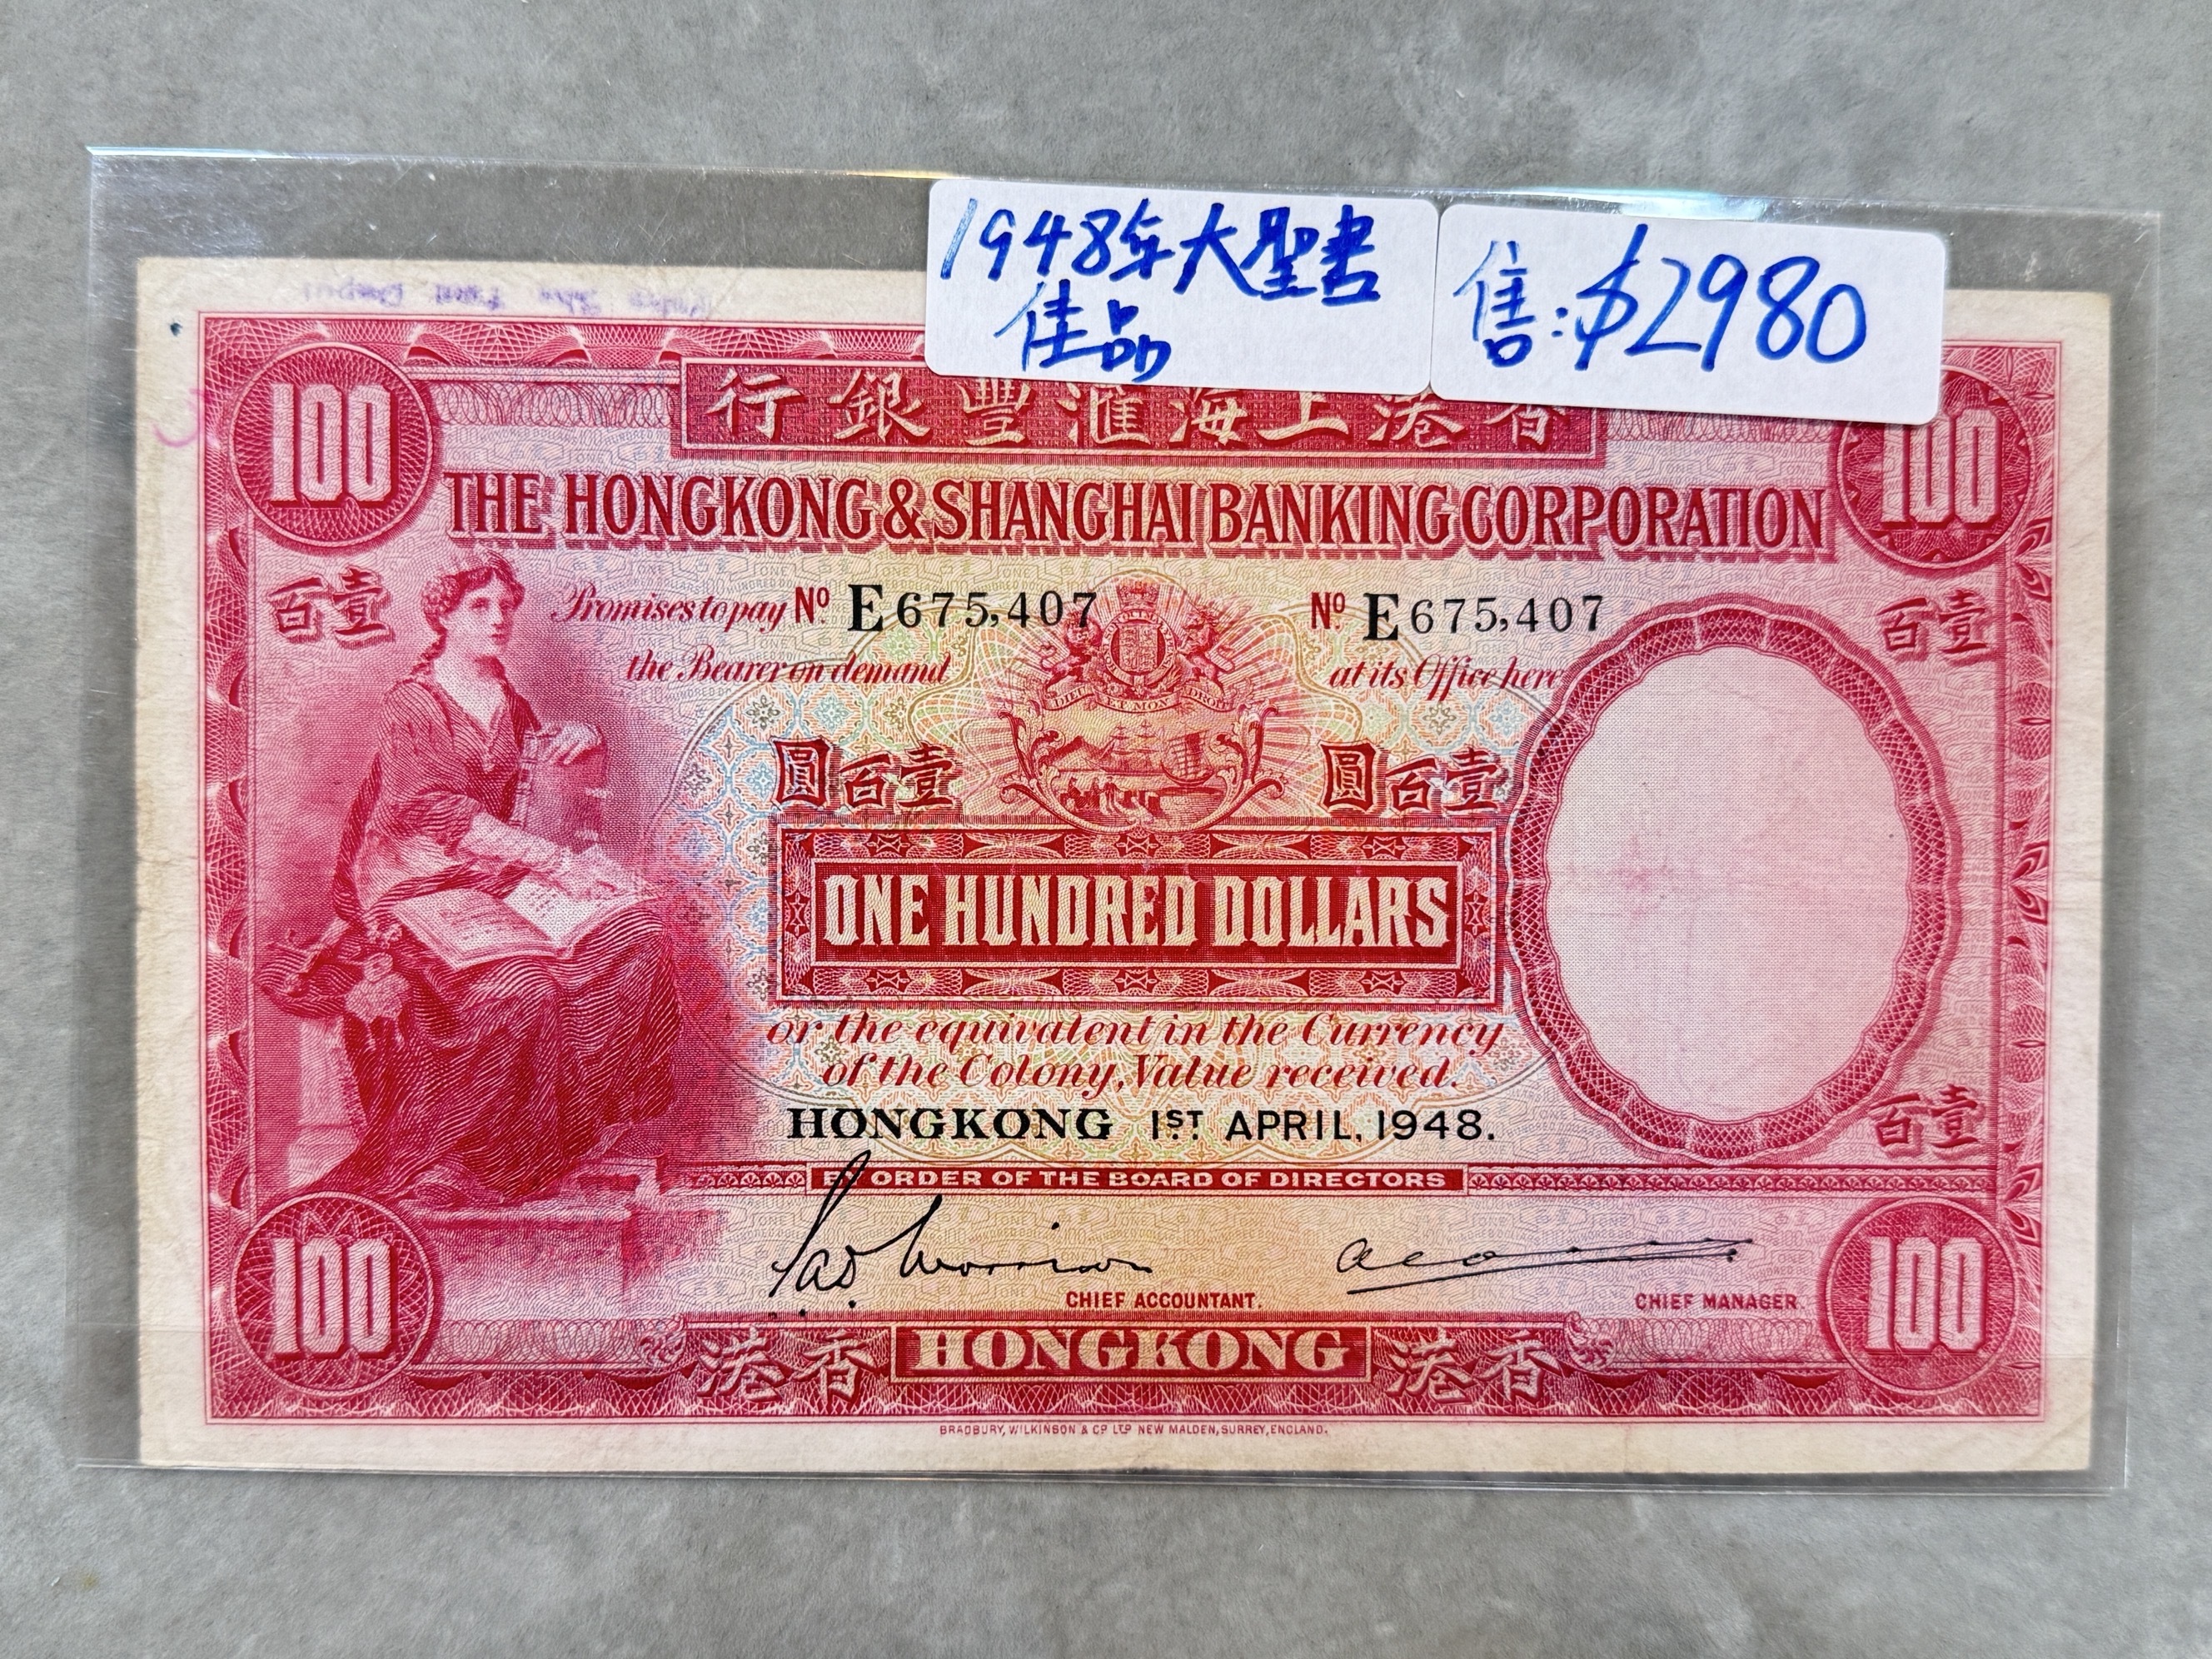 1948年大聖書
佳品
售:$2980
100
行銀豐滙海上港香
100
THE HONGKONG & SHANGHAI BANKING CORPORATION
百壹
Promises to pay Nº E675,407
Nº E675,407
百壹
the Bearer on demand
at its Office here
DIEU ET MON DROIT
圓百壹
圓百壹
ONE HUNDRED DOLLARS
or the equivalent in the Currency
of the Colony, Value received.
HONGKONG 1ST APRIL, 1948.
百壹
BY ORDER OF THE BOARD OF DIRECTORS
100
CHIEF ACCOUNTANT.
CHIEF MANAGER.
100
港香 HONGKONG 港香
BRADBURY, WILKINSON & CO LTD NEW MALDEN, SURREY, ENGLAND.